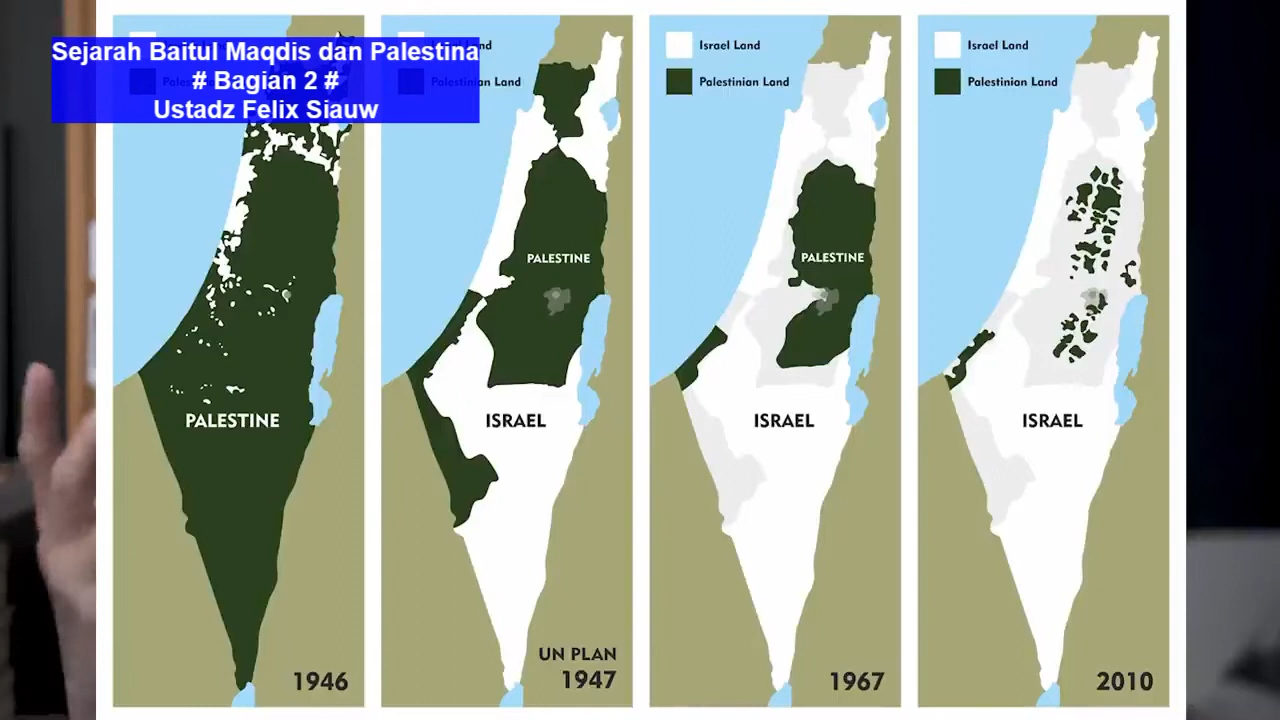 Sejarah Baitul Maqdis dan Palestina
# Bagian 2 #
Ustadz Felix Siauw
PALESTINE
1946
Land
PALESTINE
ISRAEL
UN PLAN
1947
Israel Land
Palestinian Land
PALESTINE
ISRAEL
1967
Israel Land
Palestinian Land
ISRAEL
2010